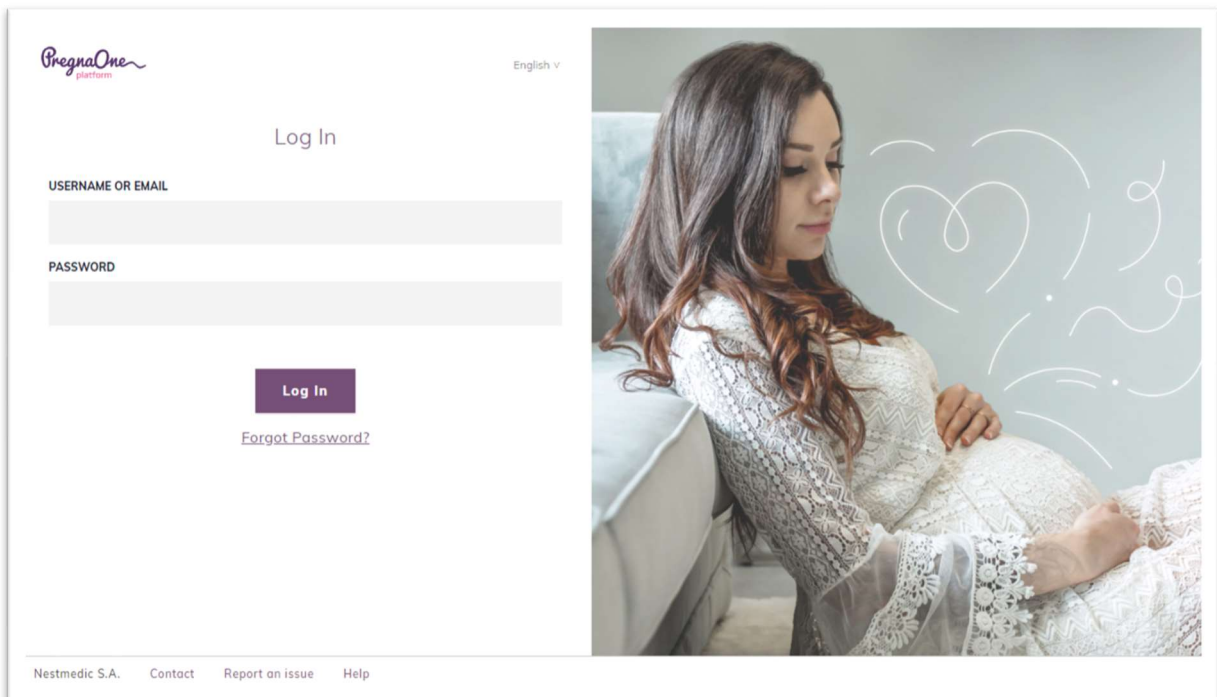 PregnaOne
platform
English
Log In
USERNAME OR EMAIL
PASSWORD
Log In
Forgot Password?
Nestmedic S.A. Contact Report an issue Help